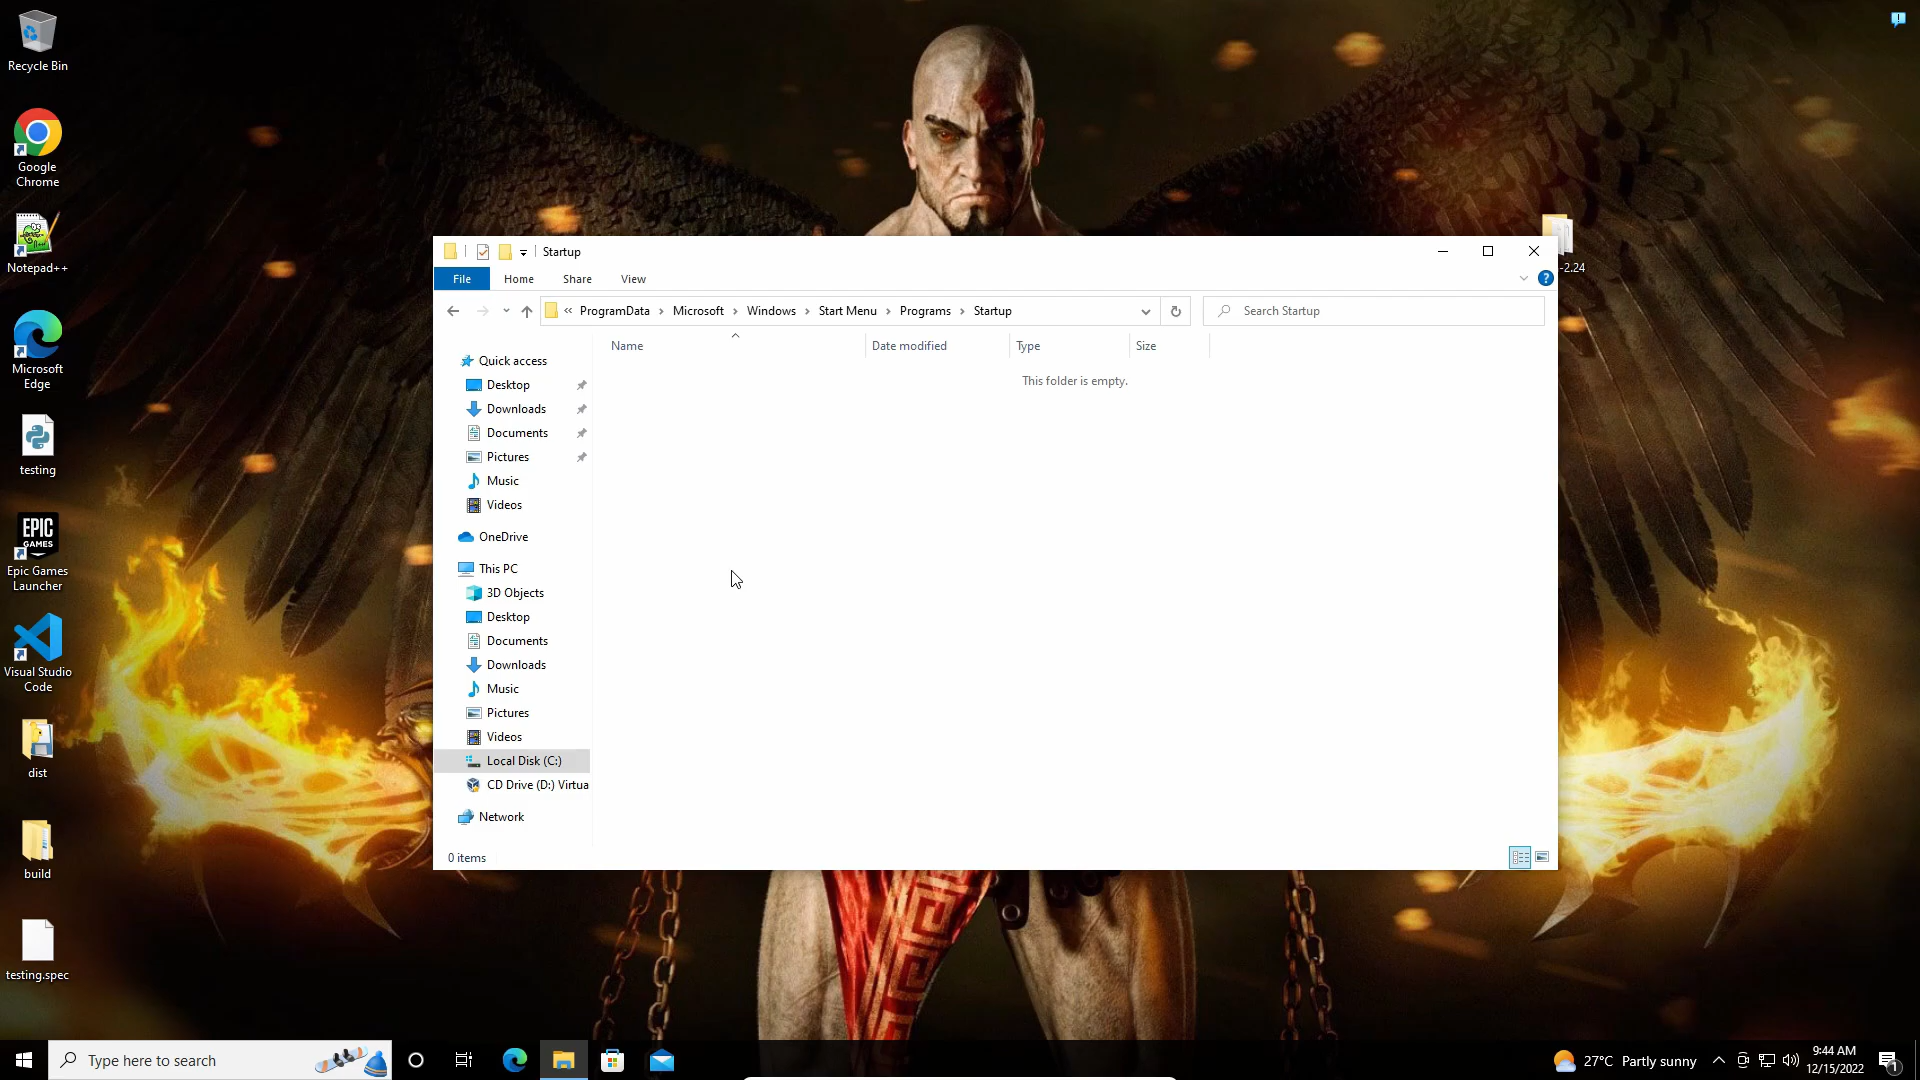 Recycle Bin
Google
Chrome
Notepad++
Microsoft
Edge
testing
EPIC
GAMES
Epic Games
Launcher
Visual Studio
Code
dist
build
testing.spec
-2.24
Startup
File Home Share View
« ProgramData > Microsoft > Windows > Start Menu > Programs > Startup
Search Startup
Name Date modified Type Size
This folder is empty.
Quick access
Desktop
Downloads
Documents
Pictures
Music
Videos
OneDrive
This PC
3D Objects
Desktop
Documents
Downloads
Music
Pictures
Videos
Local Disk (C:)
CD Drive (D:) Virtua
Network
0 items
Type here to search
27°C Partly sunny
9:44 AM
12/15/2022
1